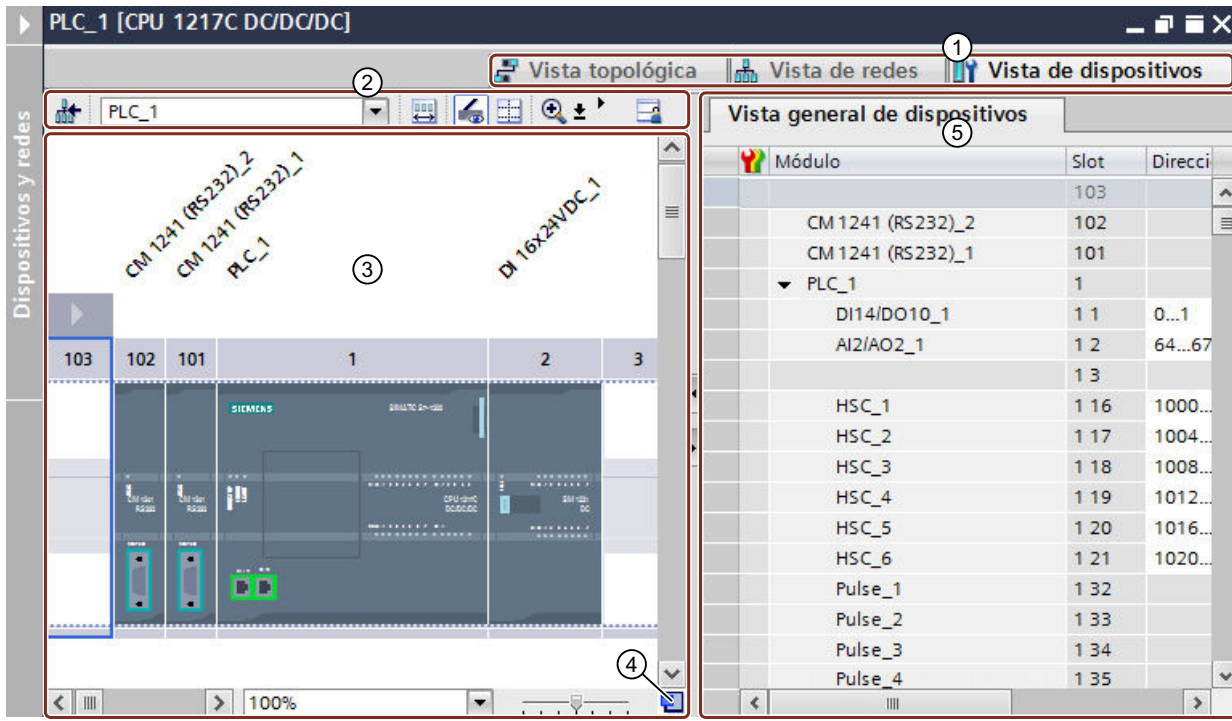 PLC_1 [CPU 1217C DC/DC/DC]
1
Vista topológica
Vista de redes
Vista de dispositivos
2
PLC_1
Vista general de dispositivos
5
Dispositivos y redes
CM 1241 (RS232)_2
CM 1241 (RS232)_1
PLC_1
DI 16x24VDC_1
3
103 102 101 1 2 3
SIEMENS
CPU 1217C
DC/DC/DC
4
100%
Módulo Slot Direcci
103
CM 1241 (RS232)_2 102
CM 1241 (RS232)_1 101
PLC_1 1
DI14/DO10_1 1 1 0...1
AI2/AO2_1 1 2 64...67
1 3
HSC_1 1 16 1000...
HSC_2 1 17 1004...
HSC_3 1 18 1008...
HSC_4 1 19 1012...
HSC_5 1 20 1016...
HSC_6 1 21 1020...
Pulse_1 1 32
Pulse_2 1 33
Pulse_3 1 34
Pulse_4 1 35